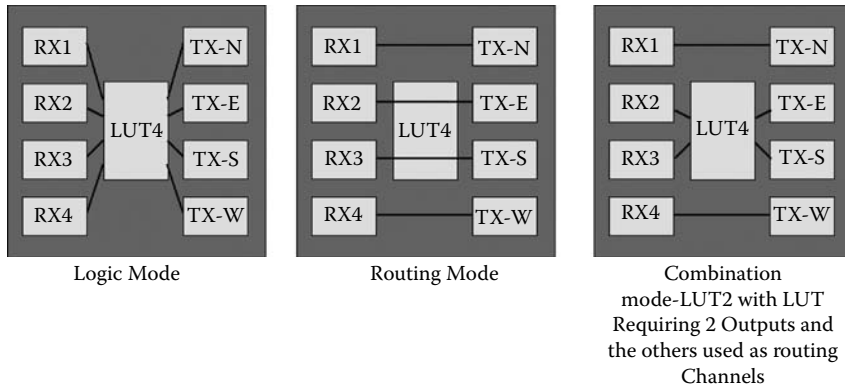 RX1 TX-N
RX2 TX-E
LUT4
RX3 TX-S
RX4 TX-W
Logic Mode
RX1 TX-N
RX2 TX-E
LUT4
RX3 TX-S
RX4 TX-W
Routing Mode
RX1 TX-N
RX2 TX-E
LUT4
RX3 TX-S
RX4 TX-W
Combination
mode-LUT2 with LUT
Requiring 2 Outputs and
the others used as routing
Channels